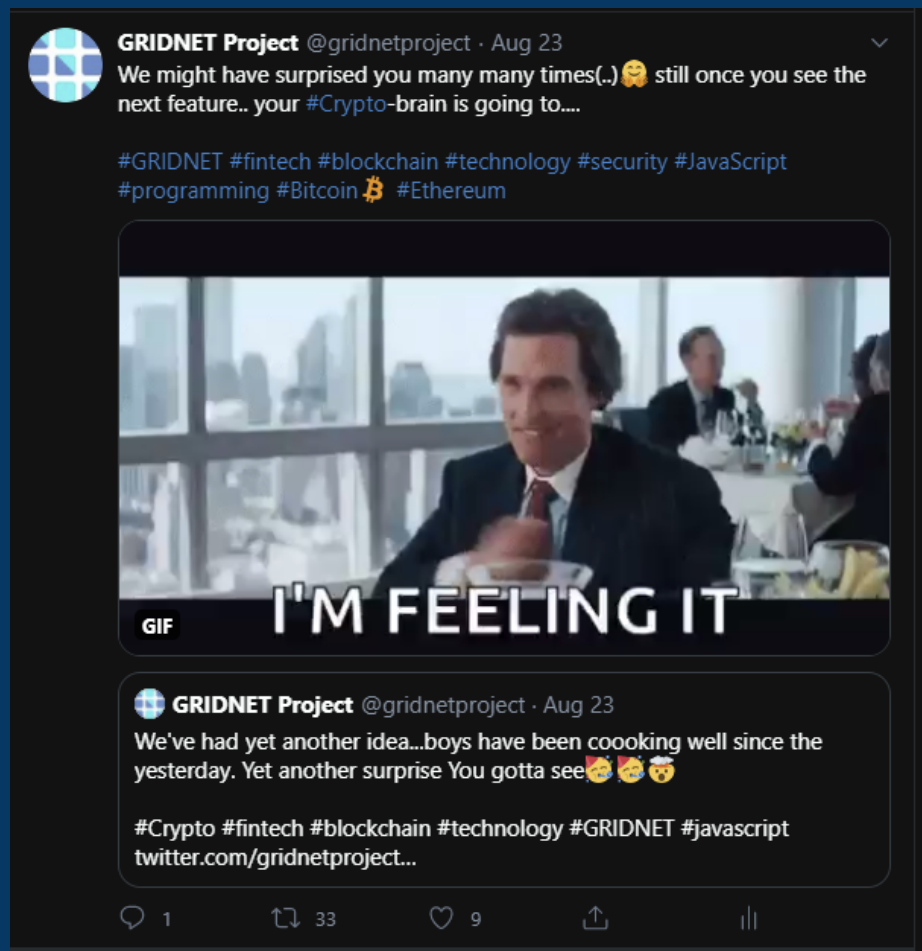 GRIDNET Project @gridnetproject · Aug 23
We might have surprised you many many times(..)🤗 still once you see the
next feature.. your #Crypto-brain is going to....
#GRIDNET #fintech #blockchain #technology #security #JavaScript
#programming #Bitcoin #Ethereum
I'M FEELING IT
GIF
GRIDNET Project @gridnetproject · Aug 23
We've had yet another idea...boys have been coooking well since the
yesterday. Yet another surprise You gotta see🥳🥳🤯
#Crypto #fintech #blockchain #technology #GRIDNET #javascript
twitter.com/gridnetproject...
1 33 9